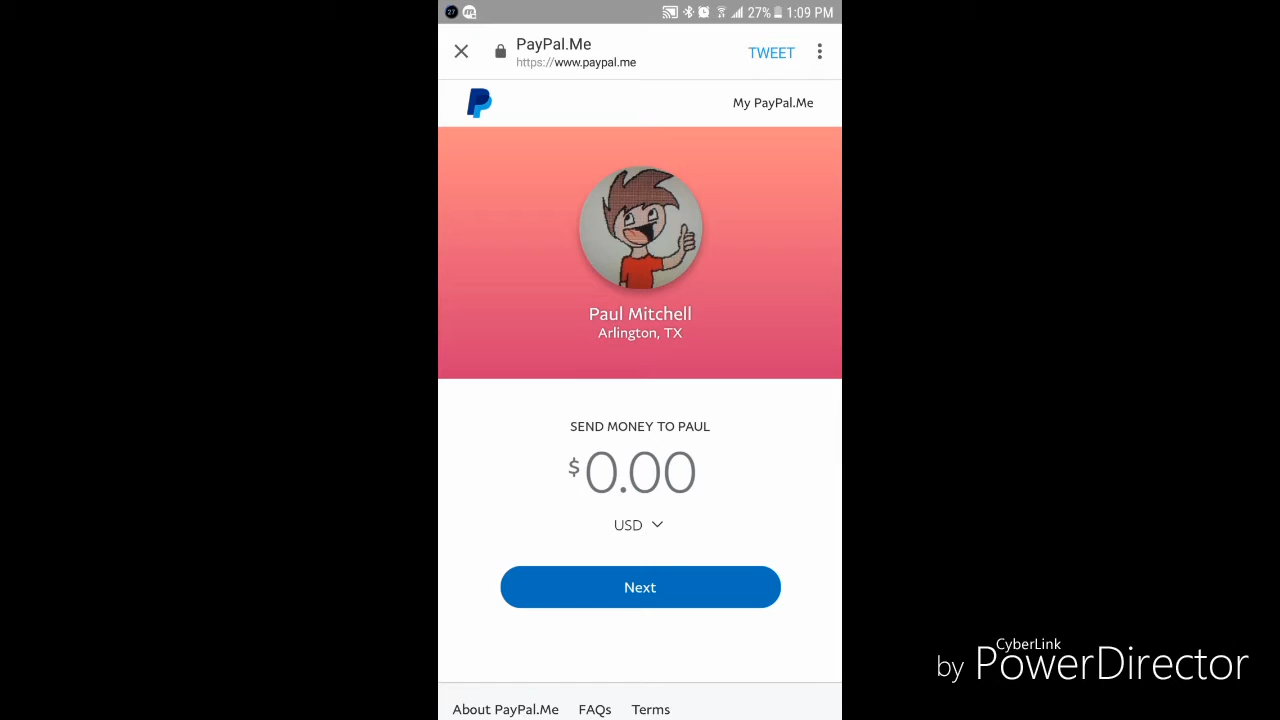 27
27% 1:09 PM
PayPal.Me
https://www.paypal.me
TWEET
My PayPal.Me
Paul Mitchell
Arlington, TX
SEND MONEY TO PAUL
$0.00
USD
Next
About PayPal.Me FAQs Terms
CyberLink
by PowerDirector